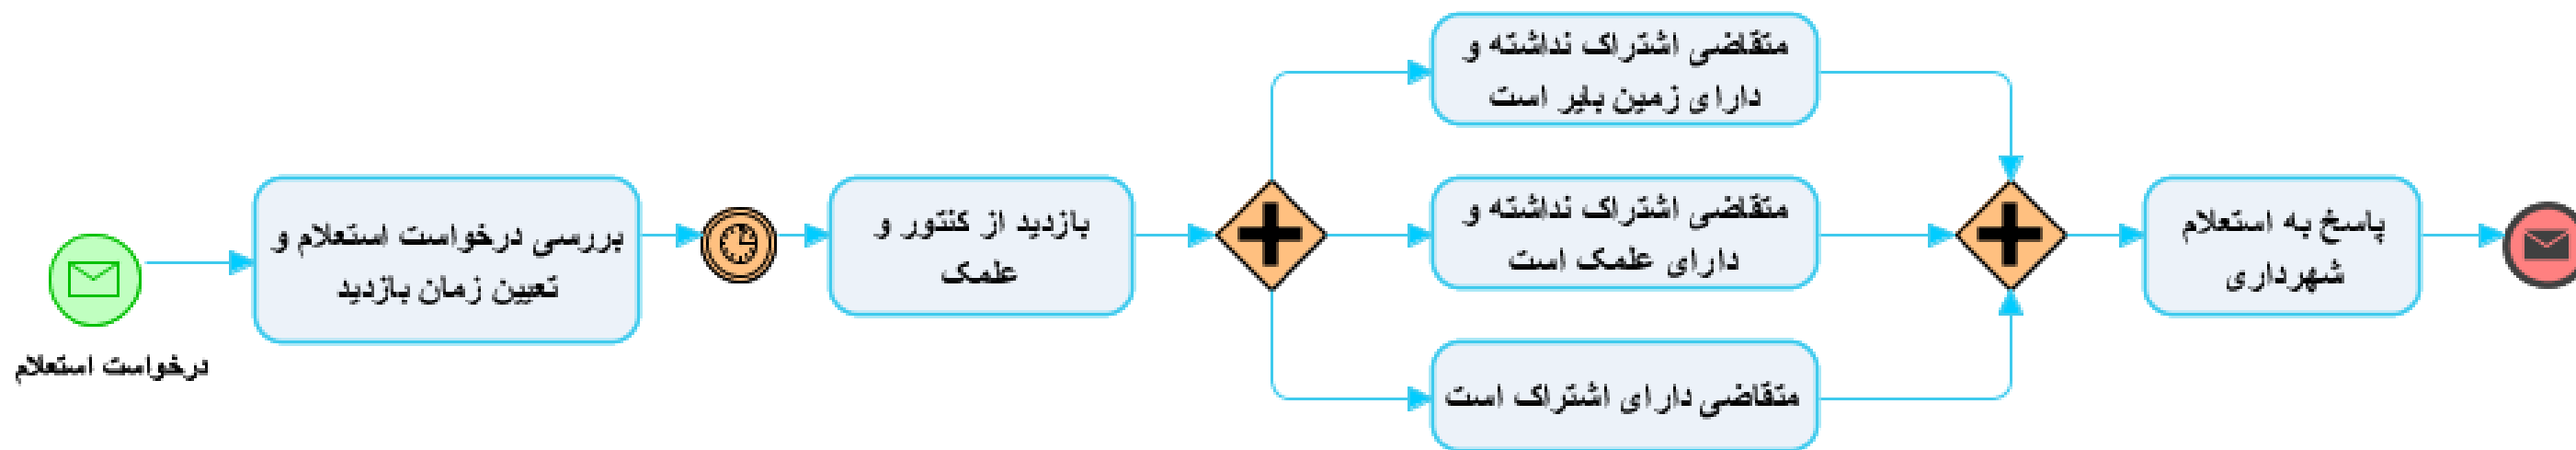 درخواست استعلام
بررسی درخواست استعلام و
تعیین زمان بازدید
بازدید از کنتور و
علمک
متقاضی اشتراک نداشته و
دارای زمین بایر است
متقاضی اشتراک نداشته و
دارای علمک است
متقاضی دارای اشتراک است
پاسخ به استعلام
شهرداری